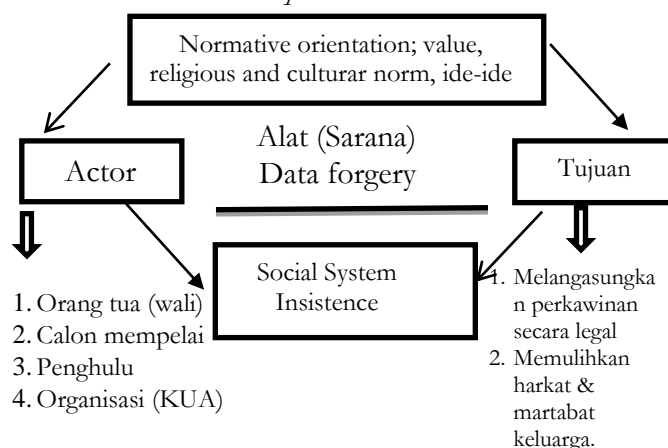 Normative orientation; value,
religious and culturar norm, ide-ide
Alat (Sarana)
Data forgery
Actor
Tujuan
Social System
Insistence
1. Orang tua (wali)
2. Calon mempelai
3. Penghulu
4. Organisasi (KUA)
1. Melangasungka
n perkawinan
secara legal
2. Memulihkan
harkat &
martabat
keluarga.